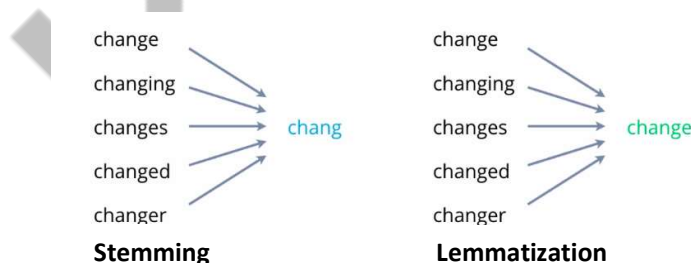 change change
changing changing
changes chang changes change
changed changed
changer changer
Stemming Lemmatization